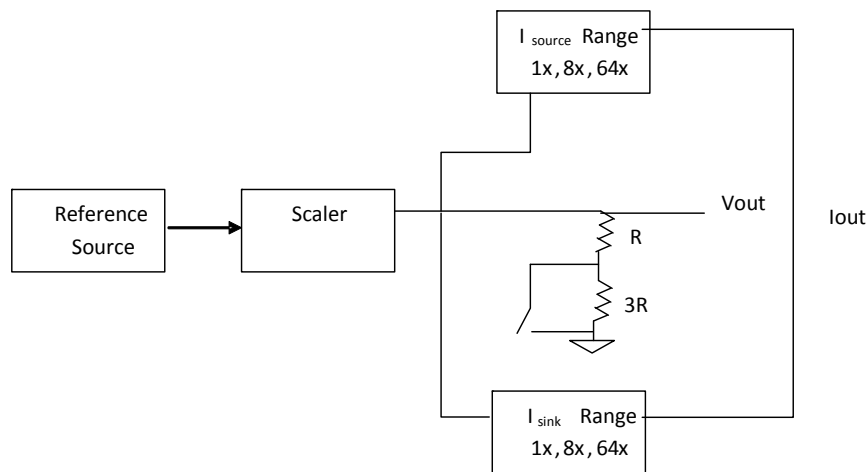 I source Range
1x, 8x, 64x
Reference
Source
Scaler
Vout
Iout
R
3R
I sink Range
1x, 8x, 64x